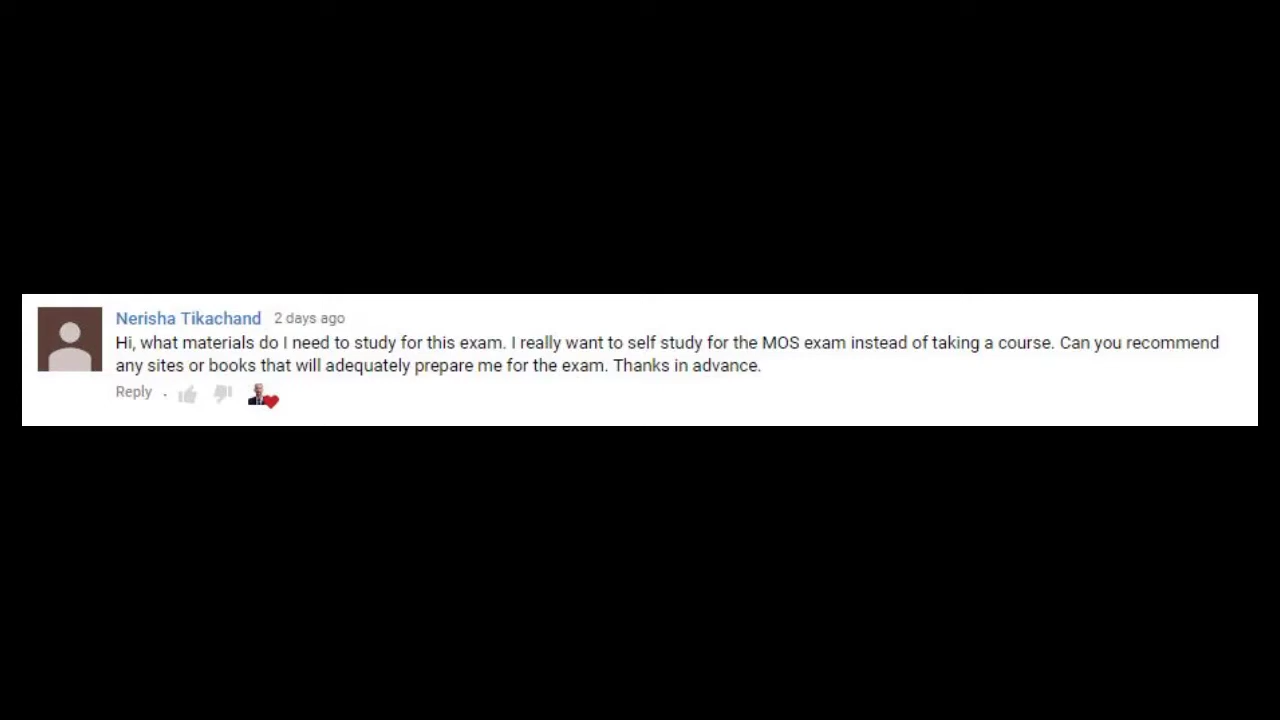 Nerisha Tikachand 2 days ago
Hi, what materials do I need to study for this exam. I really want to self study for the MOS exam instead of taking a course. Can you recommend
any sites or books that will adequately prepare me for the exam. Thanks in advance.
Reply ·